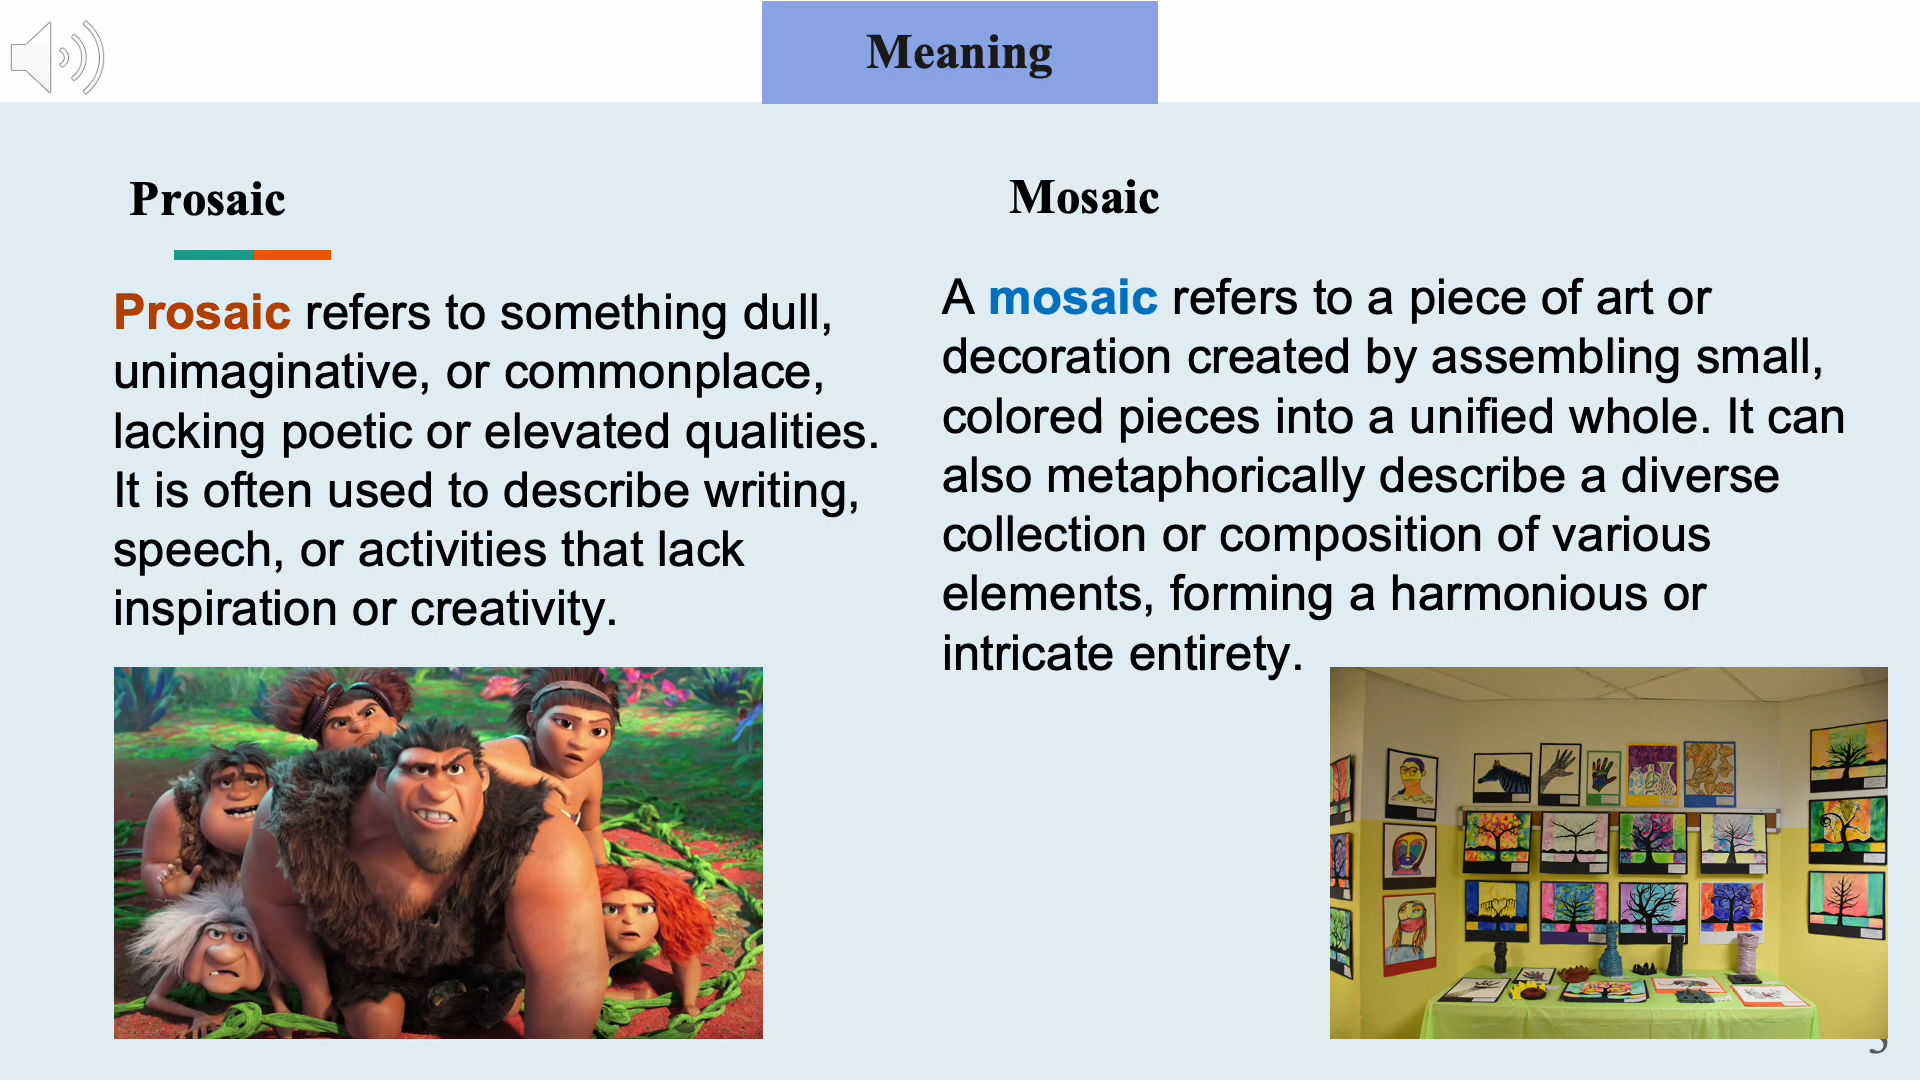 Meaning
Prosaic
Prosaic refers to something dull,
unimaginative, or commonplace,
lacking poetic or elevated qualities.
It is often used to describe writing,
speech, or activities that lack
inspiration or creativity.
Mosaic
A mosaic refers to a piece of art or
decoration created by assembling small,
colored pieces into a unified whole. It can
also metaphorically describe a diverse
collection or composition of various
elements, forming a harmonious or
intricate entirety.